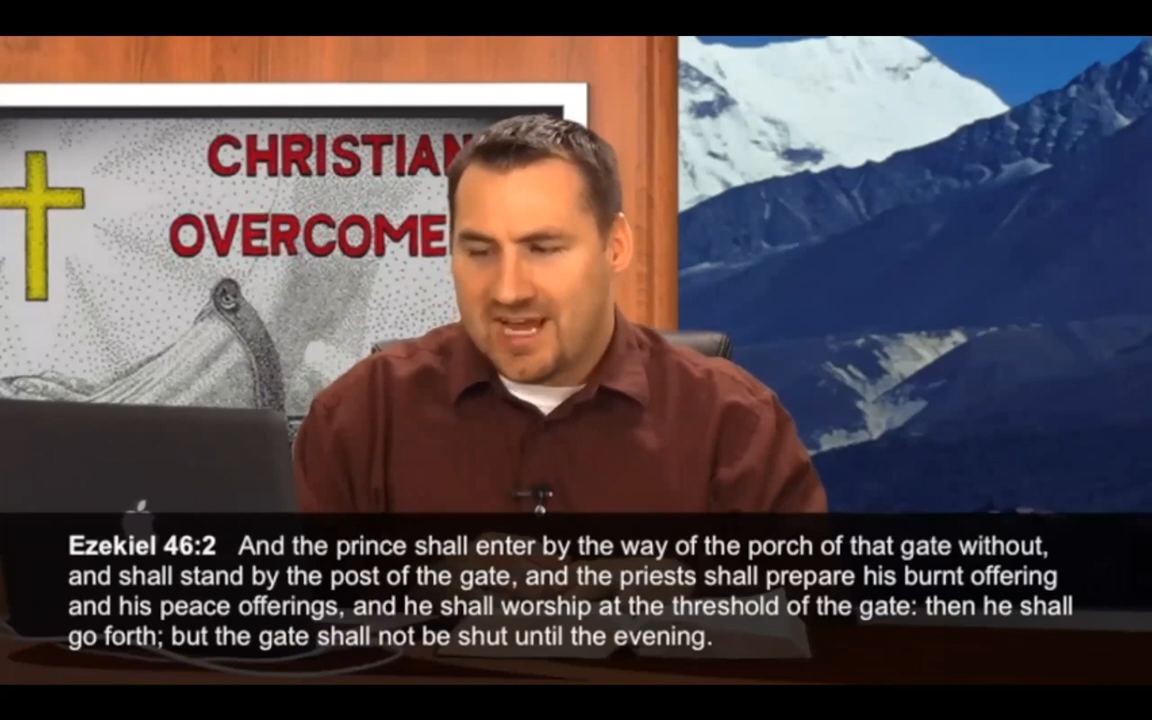 CHRISTIAN
OVERCOME
Ezekiel 46:2 And the prince shall enter by the way of the porch of that gate without,
and shall stand by the post of the gate, and the priests shall prepare his burnt offering
and his peace offerings, and he shall worship at the threshold of the gate: then he shall
go forth; but the gate shall not be shut until the evening.